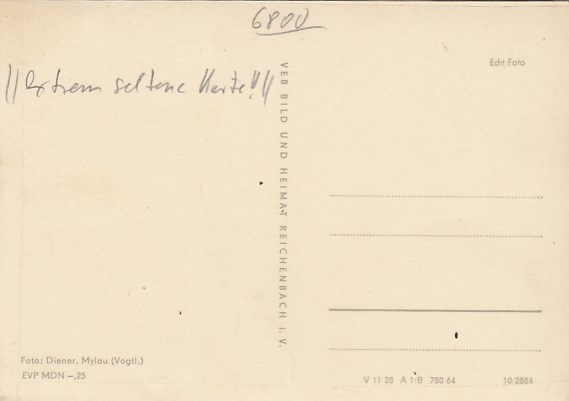 6800
//Extrem seltene Karte!!//
Echt Foto
VEB BILD UND HEIMAT REICHENBACH I. V.
Foto: Diener, Mylau (Vogtl.)
EVP MDN –,25
V 11 28 A 1/B 780 64 10/2884